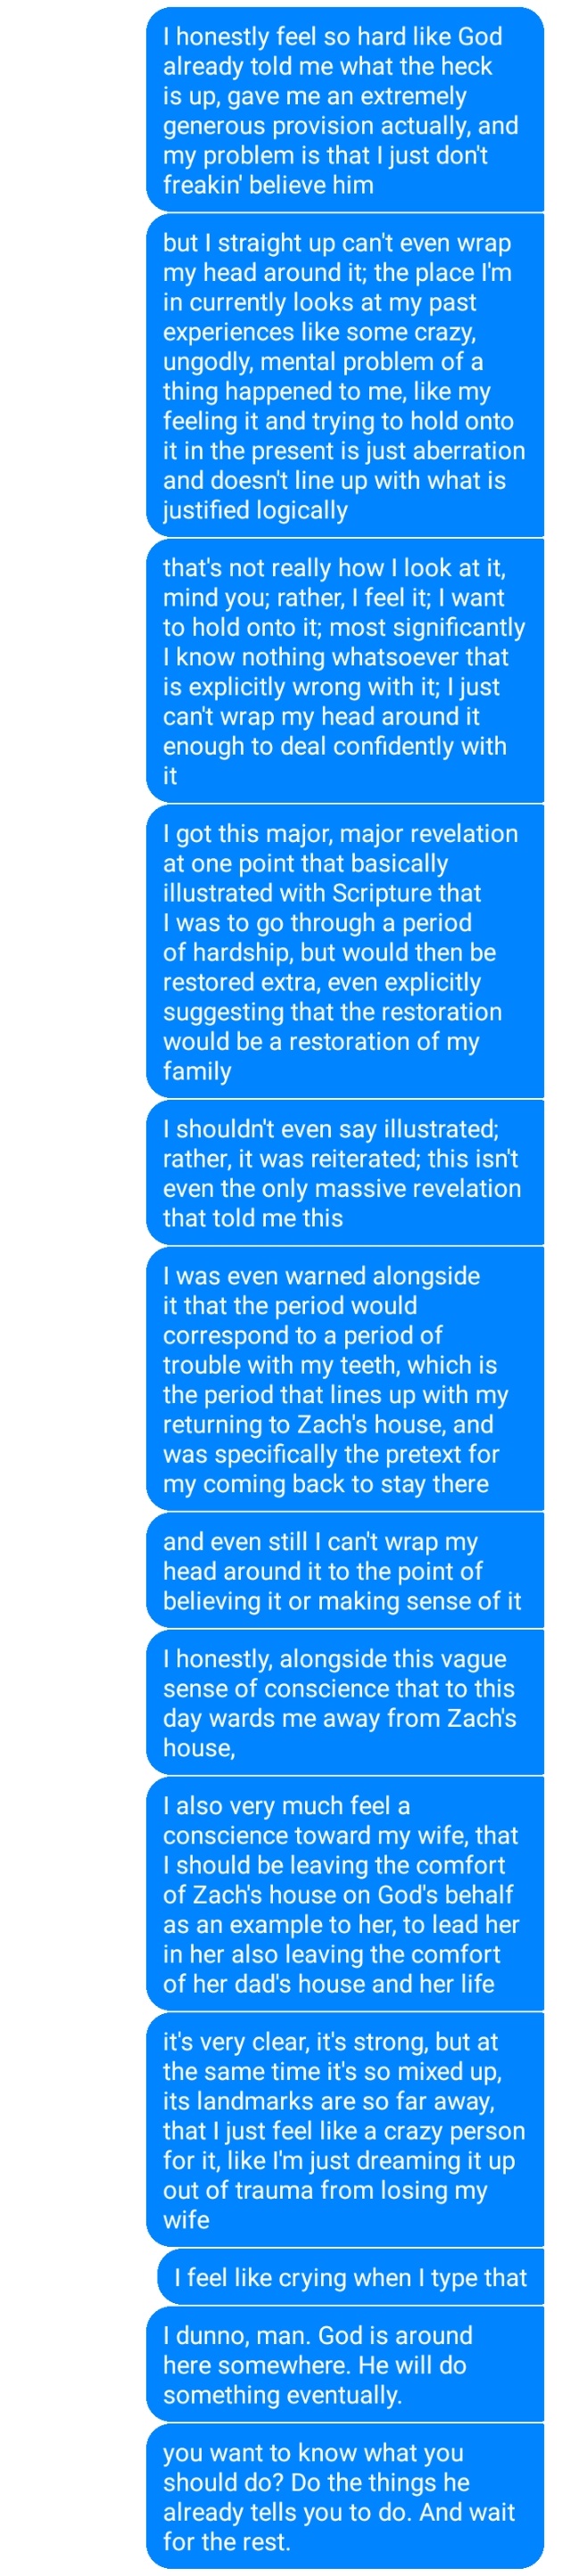 I honestly feel so hard like God
already told me what the heck
is up, gave me an extremely
generous provision actually, and
my problem is that I just don't
freakin' believe him
but I straight up can't even wrap
my head around it; the place I'm
in currently looks at my past
experiences like some crazy,
ungodly, mental problem of a
thing happened to me, like my
feeling it and trying to hold onto
it in the present is just aberration
and doesn't line up with what is
justified logically
that's not really how I look at it,
mind you; rather, I feel it; I want
to hold onto it; most significantly
I know nothing whatsoever that
is explicitly wrong with it; I just
can't wrap my head around it
enough to deal confidently with
it
I got this major, major revelation
at one point that basically
illustrated with Scripture that
I was to go through a period
of hardship, but would then be
restored extra, even explicitly
suggesting that the restoration
would be a restoration of my
family
I shouldn't even say illustrated;
rather, it was reiterated; this isn't
even the only massive revelation
that told me this
I was even warned alongside
it that the period would
correspond to a period of
trouble with my teeth, which is
the period that lines up with my
returning to Zach's house, and
was specifically the pretext for
my coming back to stay there
and even still I can't wrap my
head around it to the point of
believing it or making sense of it
I honestly, alongside this vague
sense of conscience that to this
day wards me away from Zach's
house,
I also very much feel a
conscience toward my wife, that
I should be leaving the comfort
of Zach's house on God's behalf
as an example to her, to lead her
in her also leaving the comfort
of her dad's house and her life
it's very clear, it's strong, but at
the same time it's so mixed up,
its landmarks are so far away,
that I just feel like a crazy person
for it, like I'm just dreaming it up
out of trauma from losing my
wife
I feel like crying when I type that
I dunno, man. God is around
here somewhere. He will do
something eventually.
you want to know what you
should do? Do the things he
already tells you to do. And wait
for the rest.